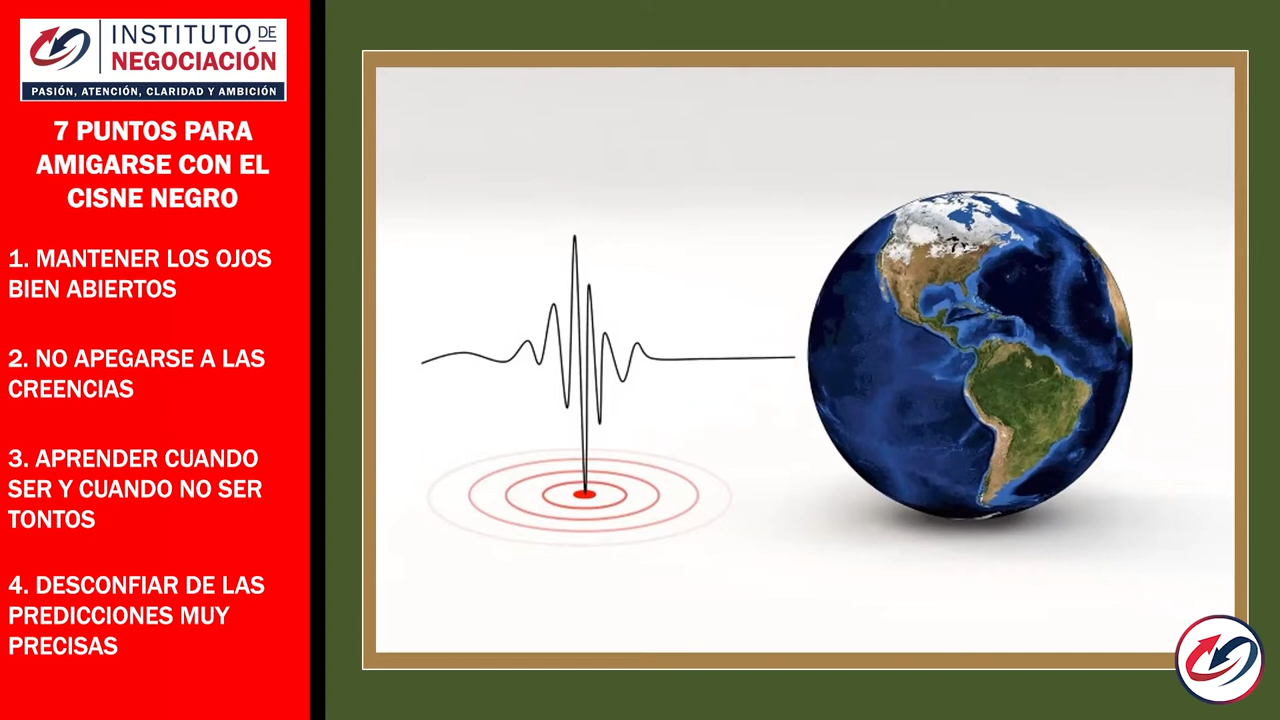 INSTITUTO DE
NEGOCIACIÓN
PASIÓN, ATENCIÓN, CLARIDAD Y AMBICIÓN
7 PUNTOS PARA
AMIGARSE CON EL
CISNE NEGRO
1. MANTENER LOS OJOS
BIEN ABIERTOS
2. NO APEGARSE A LAS
CREENCIAS
3. APRENDER CUANDO
SER Y CUANDO NO SER
TONTOS
4. DESCONFIAR DE LAS
PREDICCIONES MUY
PRECISAS